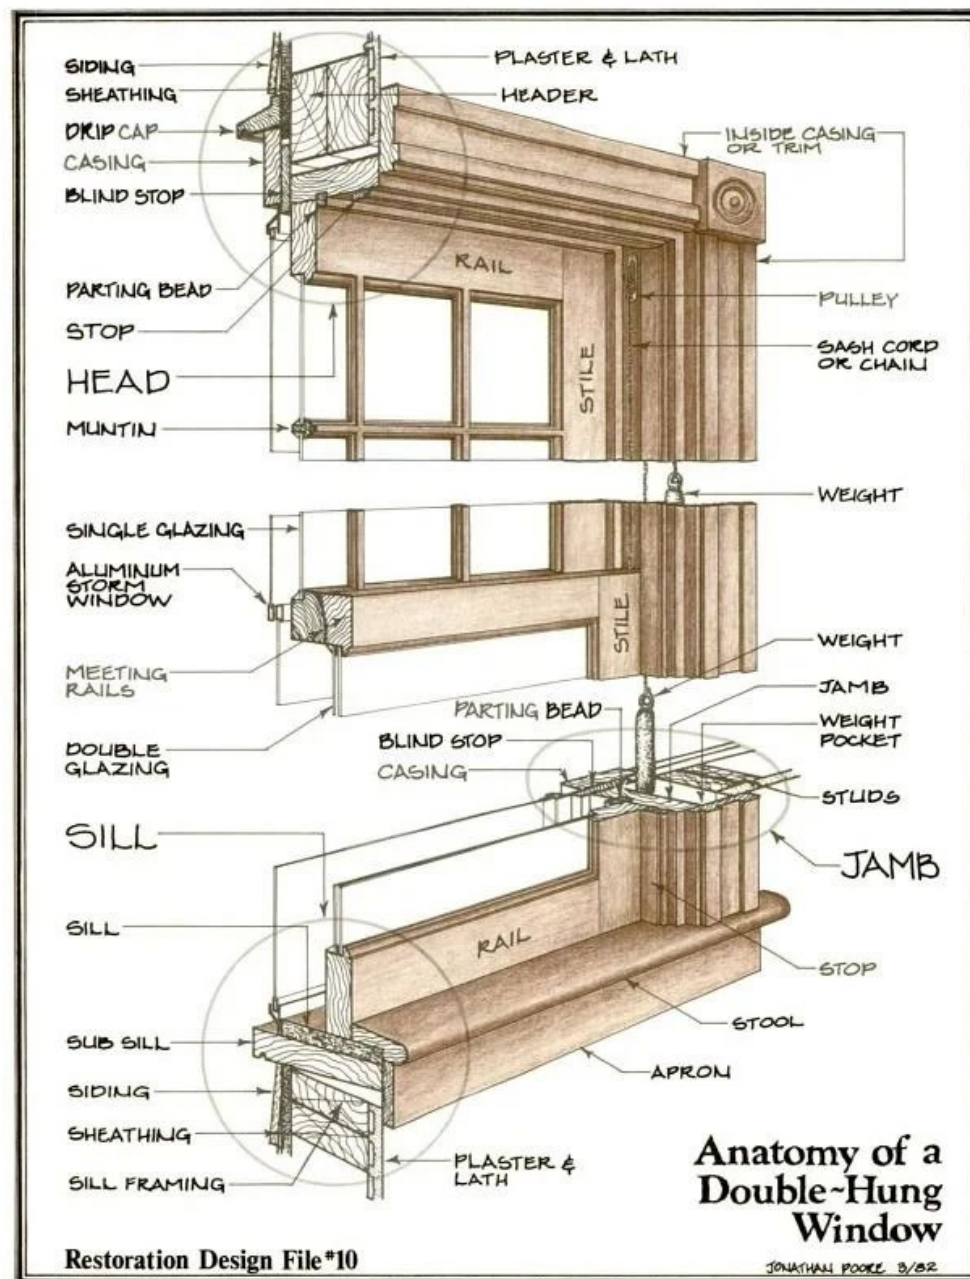 SIDING
SHEATHING
DRIP CAP
CASING
BLIND STOP
PARTING BEAD
STOP
HEAD
MUNTIN
PLASTER & LATH
HEADER
INSIDE CASING
OR TRIM
RAIL
STILE
PULLEY
SASH CORD
OR CHAIN
WEIGHT
SINGLE GLAZING
ALUMINUM
STORM
WINDOW
MEETING
RAILS
DOUBLE
GLAZING
STILE
WEIGHT
JAMB
WEIGHT
POCKET
PARTING BEAD
BLIND STOP
CASING
STUDS
JAMB
SILL
SILL
RAIL
STOP
STOOL
APRON
SUB SILL
SIDING
SHEATHING
SILL FRAMING
PLASTER &
LATH
Anatomy of a
Double-Hung
Window
Restoration Design File #10
JONATHAN POORE 3/82